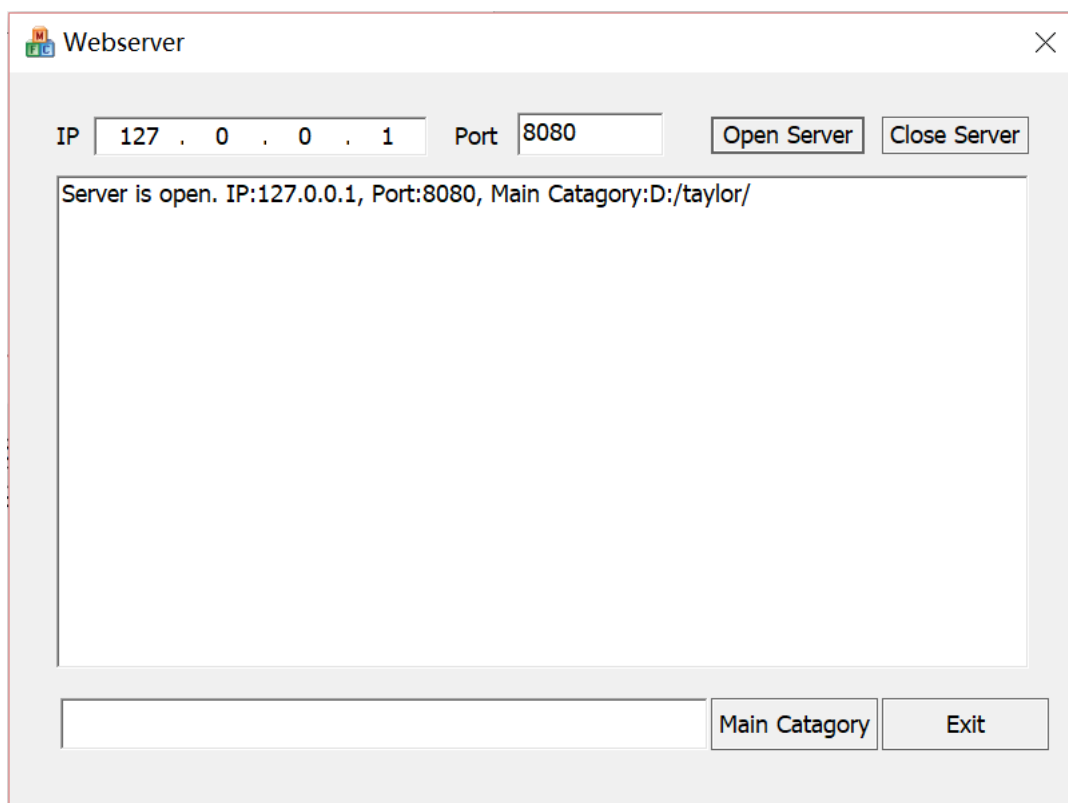 Webserver
IP 127 . 0 . 0 . 1 Port 8080 Open Server Close Server
Server is open. IP:127.0.0.1, Port:8080, Main Catagory:D:/taylor/
Main Catagory Exit